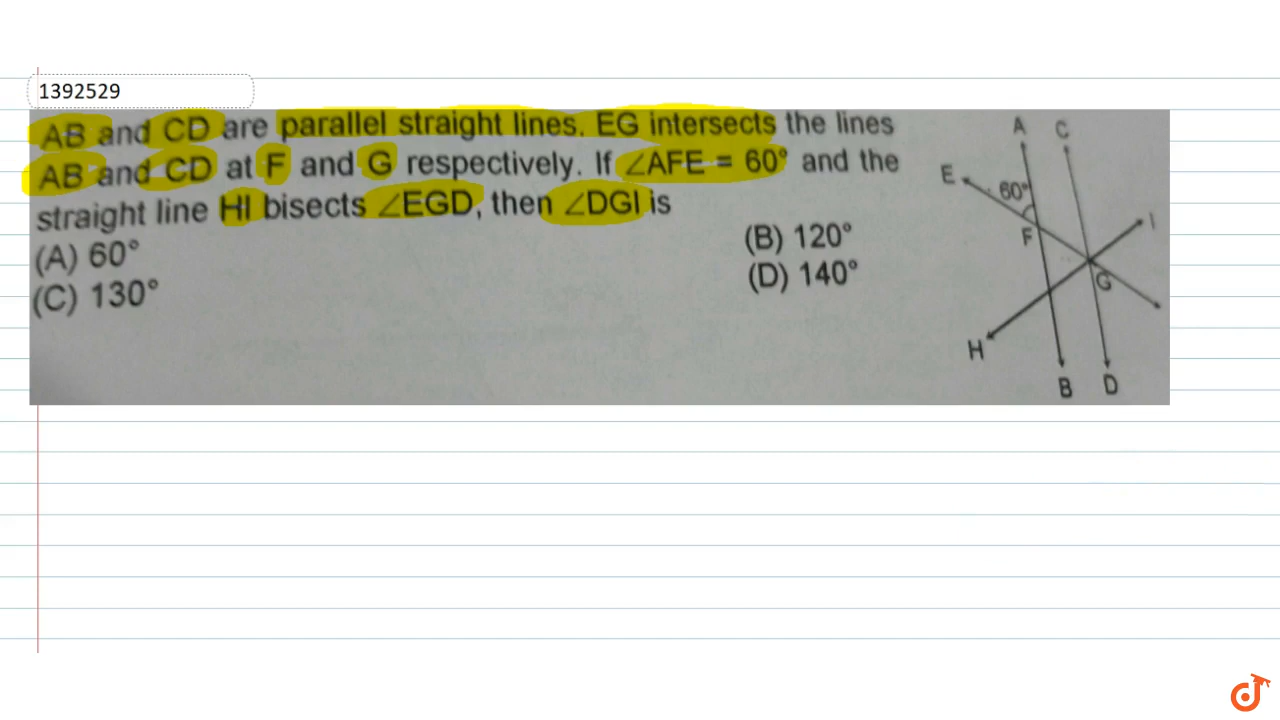 1392529
AB and CD are parallel straight lines. EG intersects the lines
AB and CD at F and G respectively. If ∠AFE = 60° and the
straight line HI bisects ∠EGD, then ∠DGI is
(A) 60°
(B) 120°
(C) 130°
(D) 140°
A C
E
60°
I
F
G
H
B D